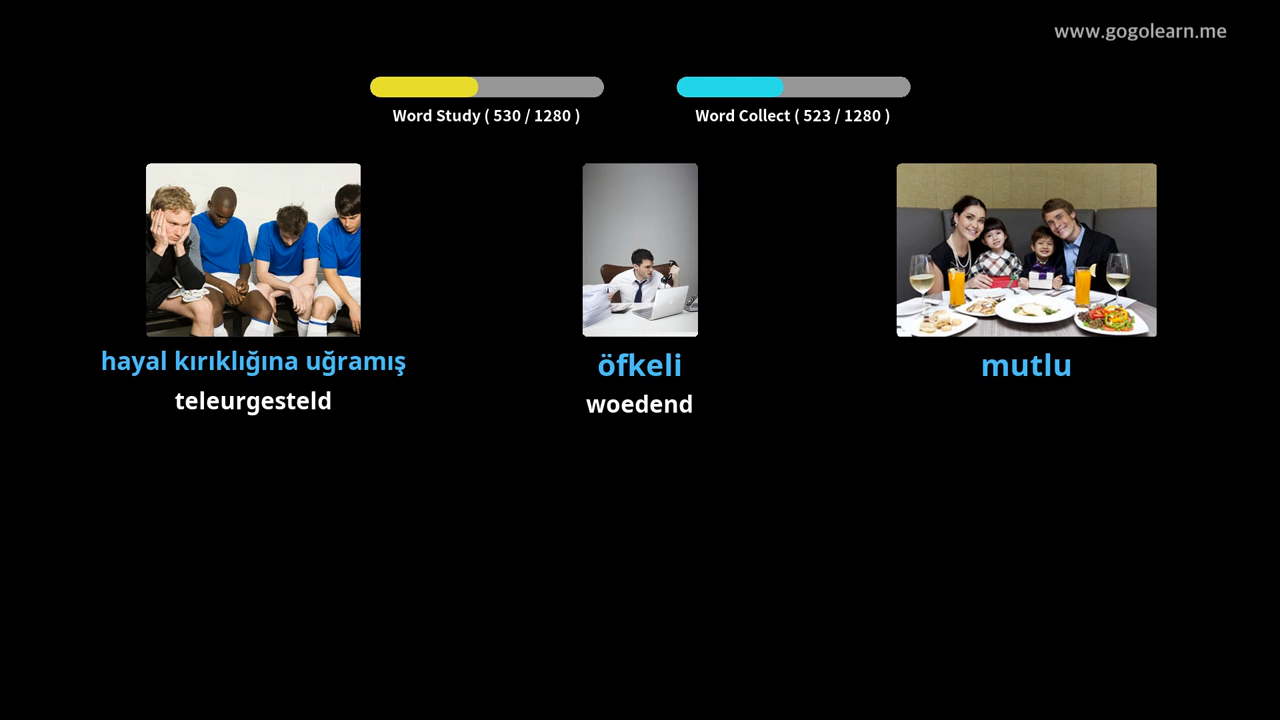 www.gogolearn.me
Word Study ( 530 / 1280 )
Word Collect ( 523 / 1280 )
hayal kırıklığına uğramış
teleurgesteld
öfkeli
woedend
mutlu